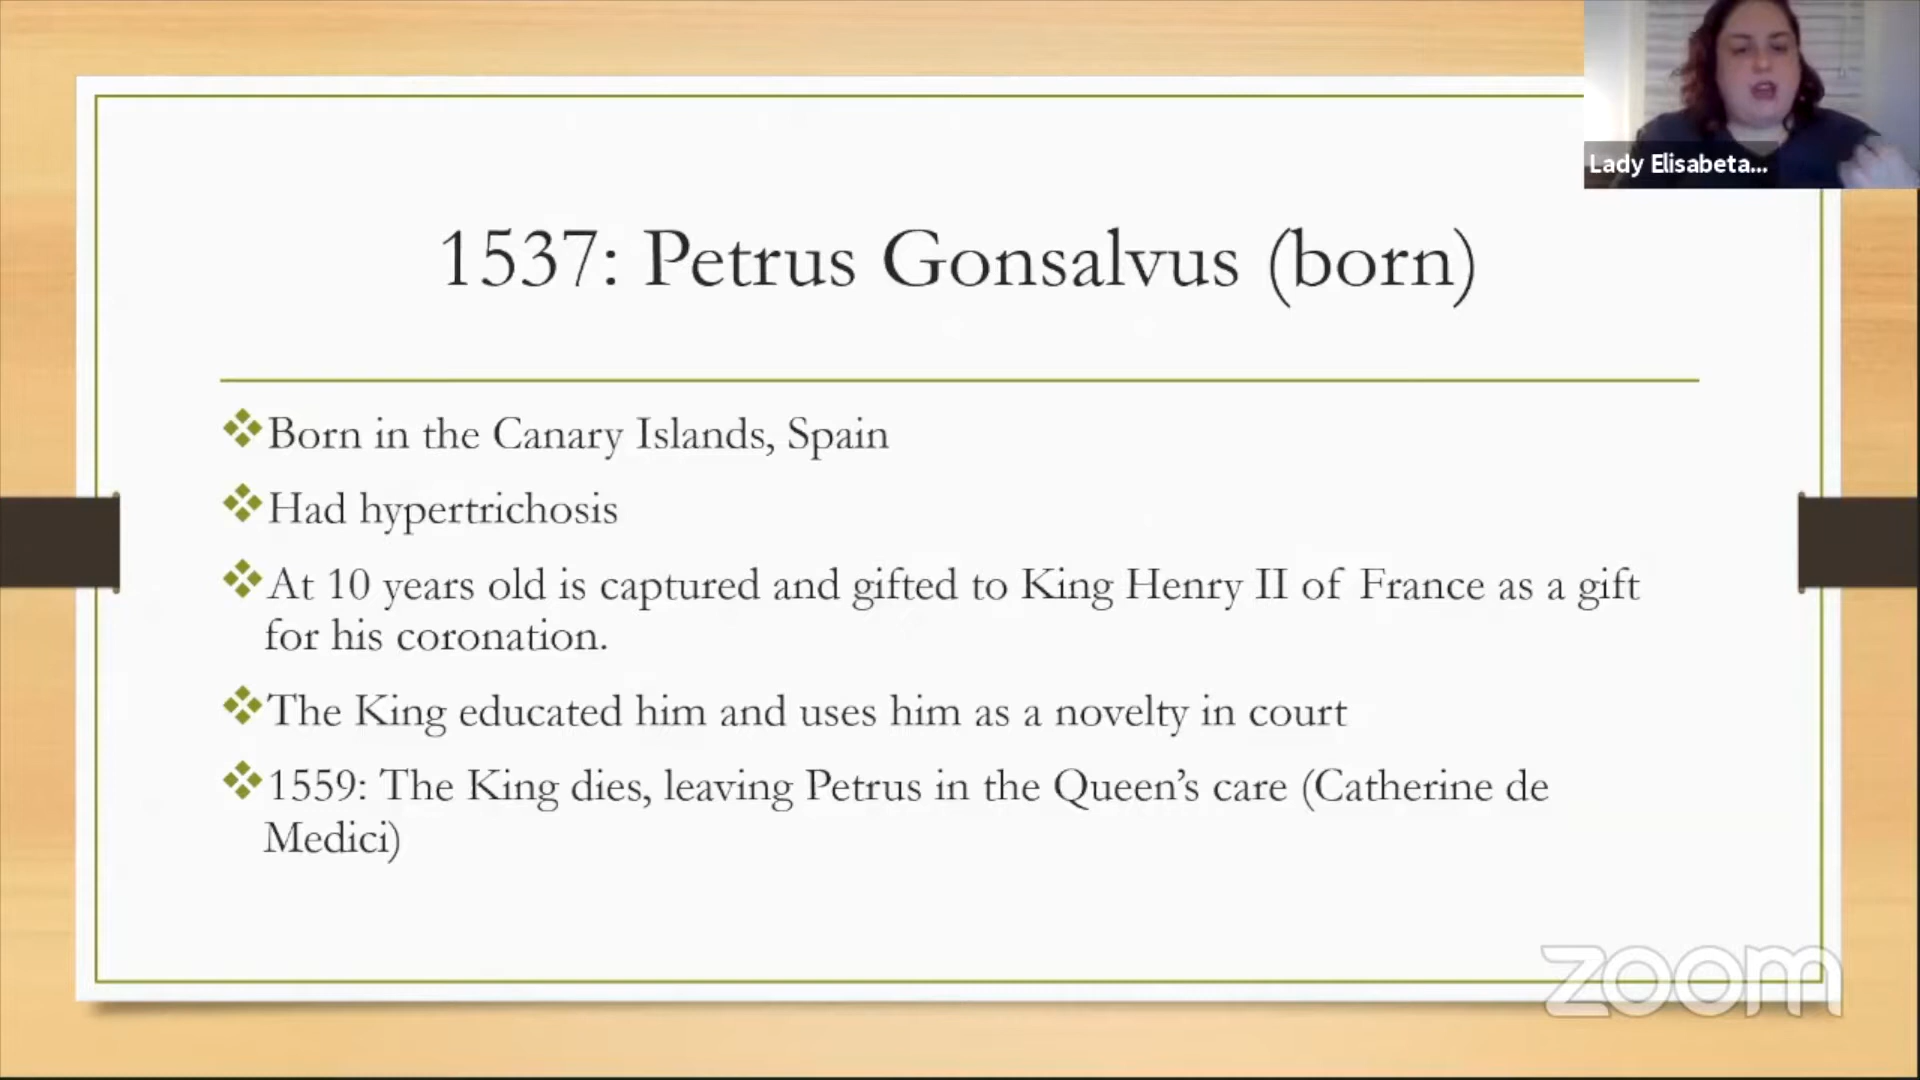 Lady Elisabeta...
1537: Petrus Gonsalvus (born)
Born in the Canary Islands, Spain
Had hypertrichosis
At 10 years old is captured and gifted to King Henry II of France as a gift
for his coronation.
The King educated him and uses him as a novelty in court
1559: The King dies, leaving Petrus in the Queen’s care (Catherine de
Medici)
zoom